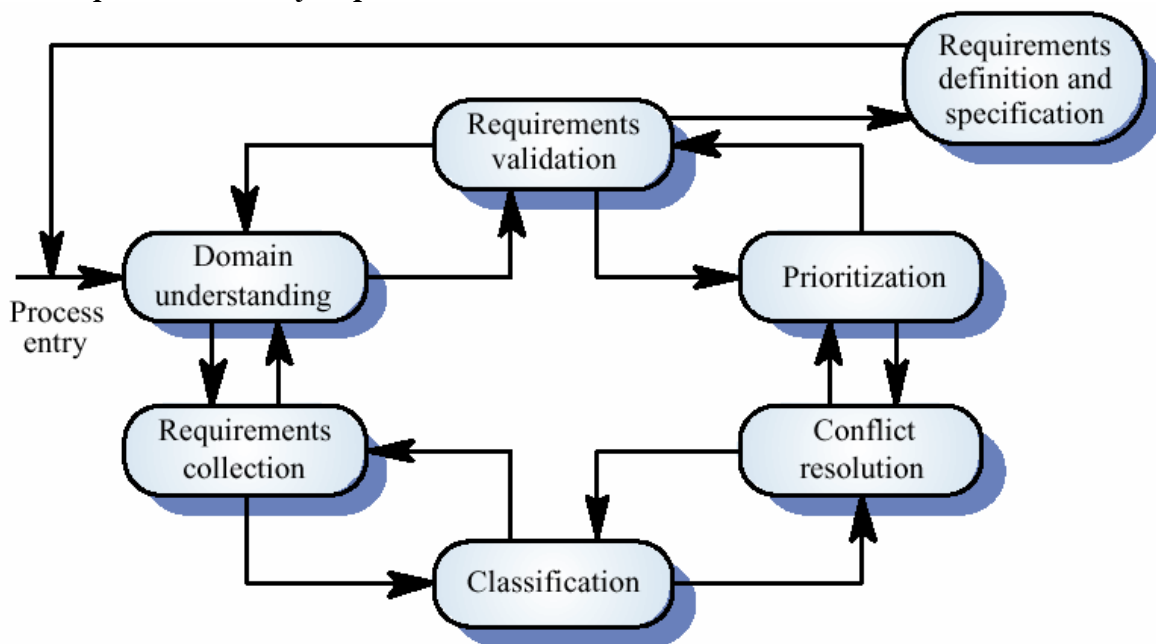 Requirements
definition and
specification
Requirements
validation
Domain
understanding
Prioritization
Process
entry
Requirements
collection
Conflict
resolution
Classification